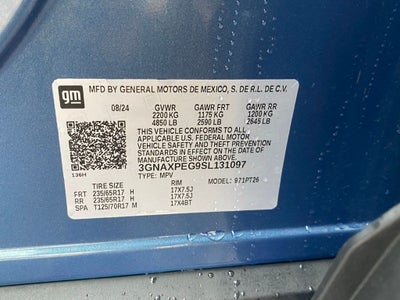 gm
MFD BY GENERAL MOTORS DE MEXICO, S. DE R.L. DE C.V.
08/24 GVWR GAWR FRT GAWR RR
2200 KG 1175 KG 1200 KG
4850 LB 2590 LB 2645 LB
THIS VEHICLE CONFORMS TO ALL
APPLICABLE U.S. FEDERAL MOTOR
VEHICLE SAFETY, BUMPER, AND THEFT
PREVENTION STANDARDS IN EFFECT ON THE
DATE OF MANUFACTURE SHOWN ABOVE.
3GNAXPEG9SL131097
136H TYPE: MPV
TIRE SIZE RIM 971PT26
FRT 235/65R17 H 17X7.5J
RR 235/65R17 H 17X7.5J
SPA T125/70R17 M 17X4BT